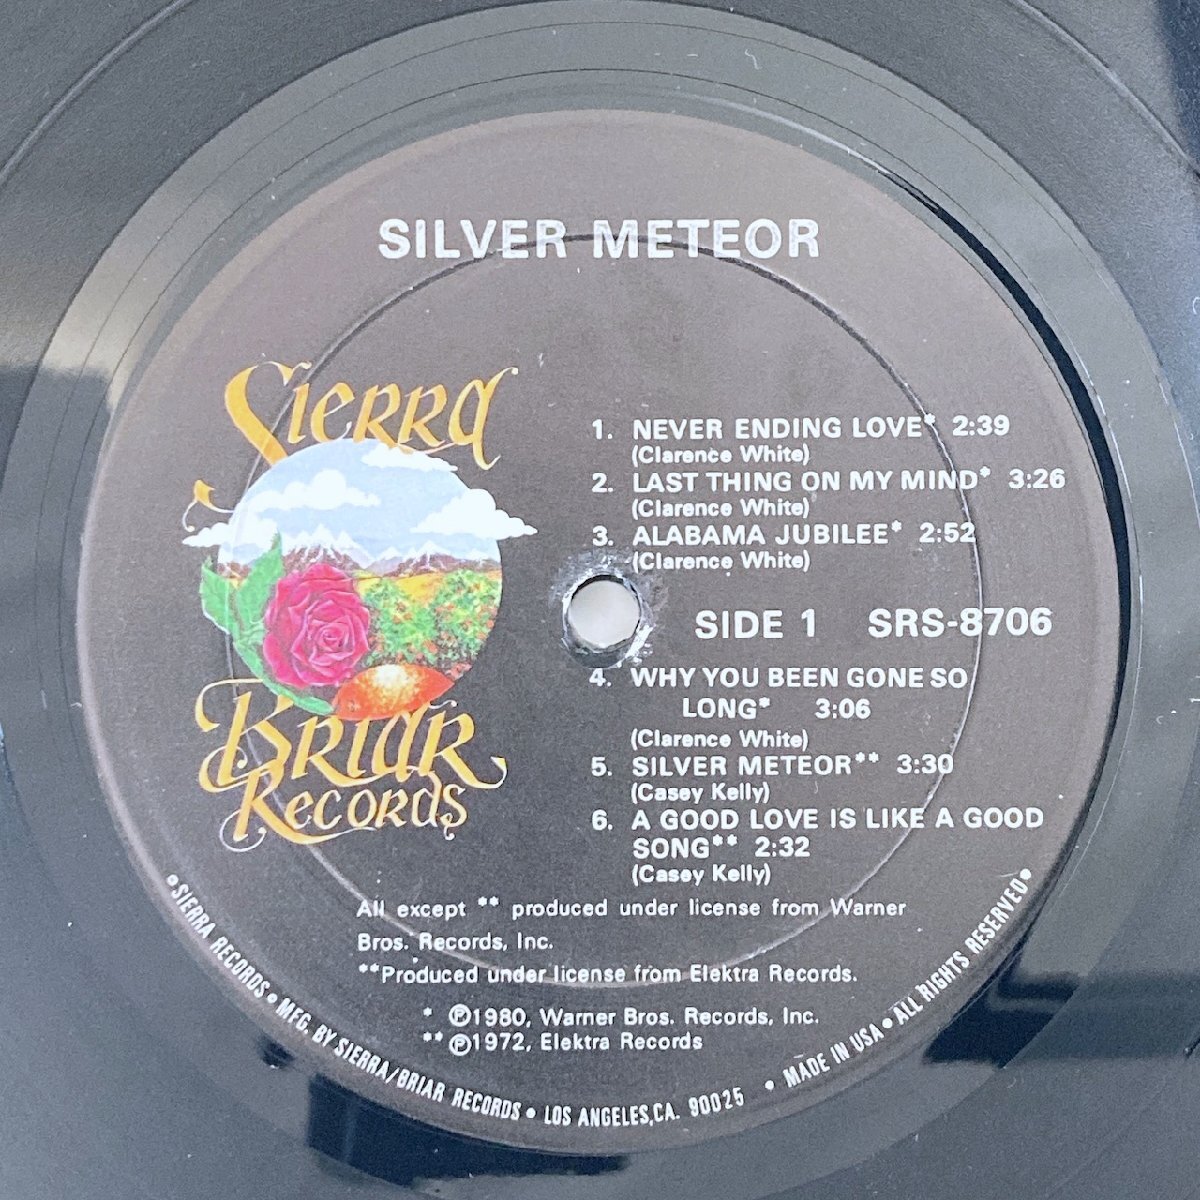 SILVER METEOR
SIERRA
BRIAR
RECORDS
1. NEVER ENDING LOVE* 2:39
(Clarence White)
2. LAST THING ON MY MIND* 3:26
(Clarence White)
3. ALABAMA JUBILEE* 2:52
(Clarence White)
SIDE 1 SRS-8706
4. WHY YOU BEEN GONE SO
LONG* 3:06
(Clarence White)
5. SILVER METEOR** 3:30
(Casey Kelly)
6. A GOOD LOVE IS LIKE A GOOD
SONG** 2:32
(Casey Kelly)
All except ** produced under license from Warner
Bros. Records, Inc.
**Produced under license from Elektra Records.
* ℗1980, Warner Bros. Records, Inc.
** ℗1972, Elektra Records
•SIERRA RECORDS• MFG. BY SIERRA/BRIAR RECORDS• LOS ANGELES,CA. 90025 • MADE IN USA• ALL RIGHTS RESERVED•